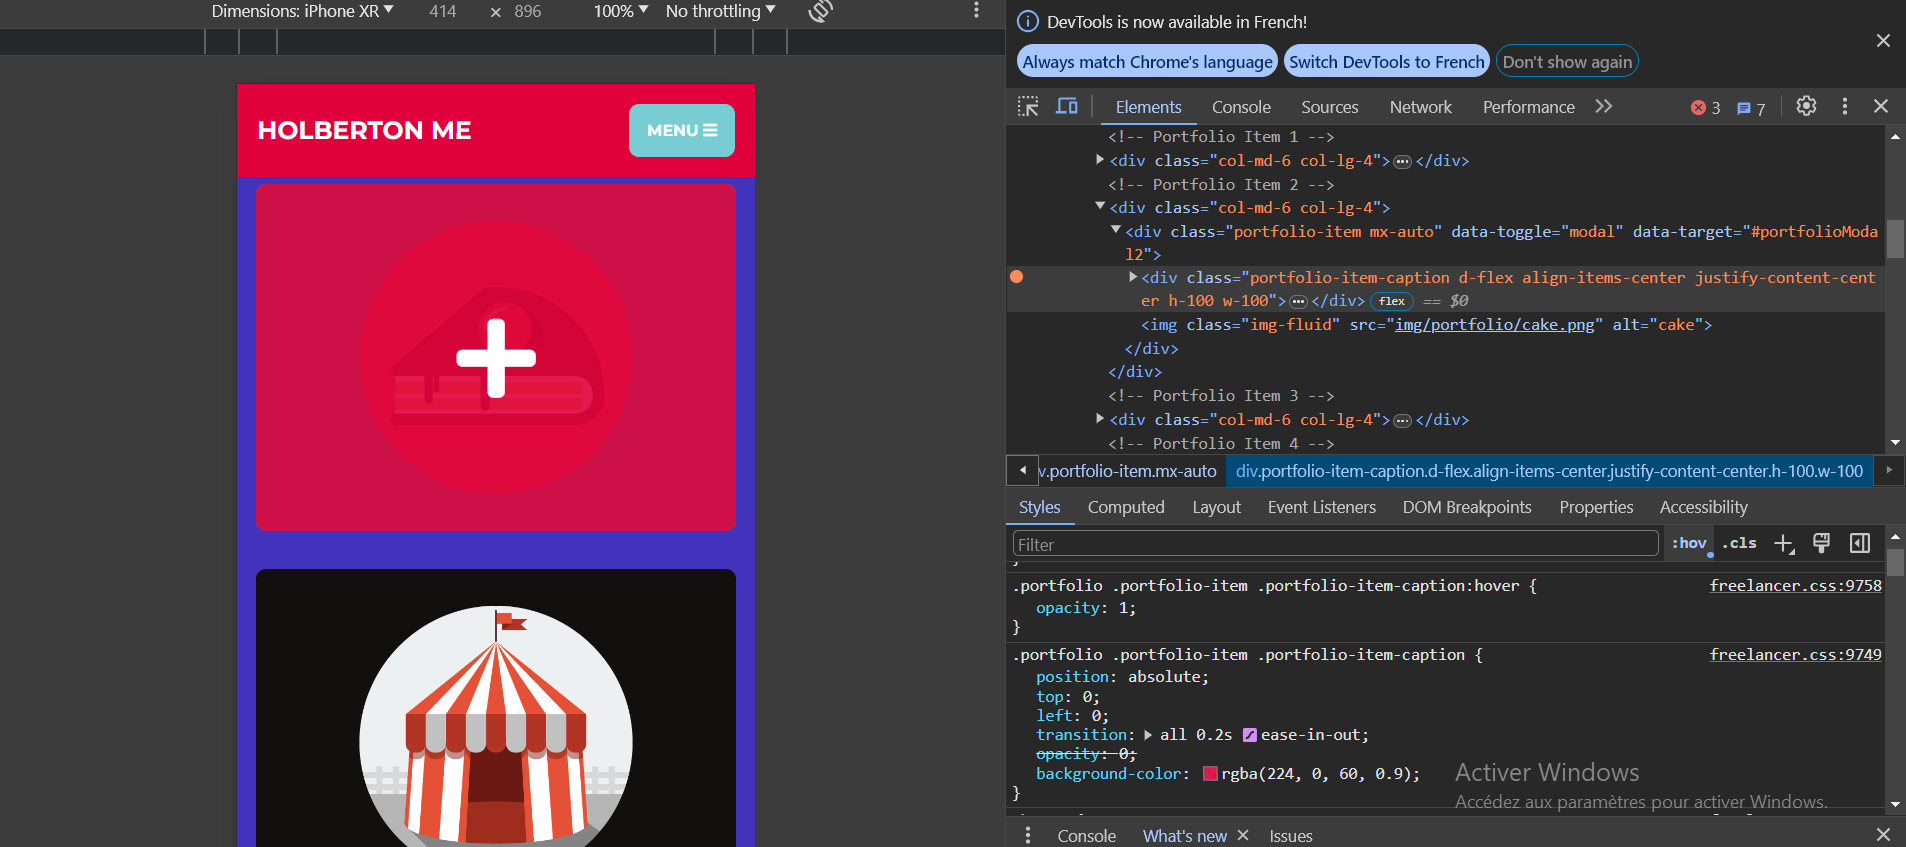 Dimensions: iPhone XR 414 × 896 100% No throttling
HOLBERTON ME
MENU
DevTools is now available in French!
Always match Chrome's language Switch DevTools to French Don't show again
Elements Console Sources Network Performance 3 7
<!-- Portfolio Item 1 -->
<div class="col-md-6 col-lg-4">…</div>
<!-- Portfolio Item 2 -->
<div class="col-md-6 col-lg-4">
<div class="portfolio-item mx-auto" data-toggle="modal" data-target="#portfolioModa
l2">
<div class="portfolio-item-caption d-flex align-items-center justify-content-cent
er h-100 w-100">…</div> flex == $0
<img class="img-fluid" src="img/portfolio/cake.png" alt="cake">
</div>
</div>
<!-- Portfolio Item 3 -->
<div class="col-md-6 col-lg-4">…</div>
<!-- Portfolio Item 4 -->
v.portfolio-item.mx-auto div.portfolio-item-caption.d-flex.align-items-center.justify-content-center.h-100.w-100
Styles Computed Layout Event Listeners DOM Breakpoints Properties Accessibility
Filter :hov .cls
.portfolio .portfolio-item .portfolio-item-caption:hover { freelancer.css:9758
opacity: 1;
}
.portfolio .portfolio-item .portfolio-item-caption { freelancer.css:9749
position: absolute;
top: 0;
left: 0;
transition: all 0.2s ease-in-out;
opacity: 0;
background-color: rgba(224, 0, 60, 0.9);
}
Activer Windows
Accédez aux paramètres pour activer Windows.
Console What's new Issues